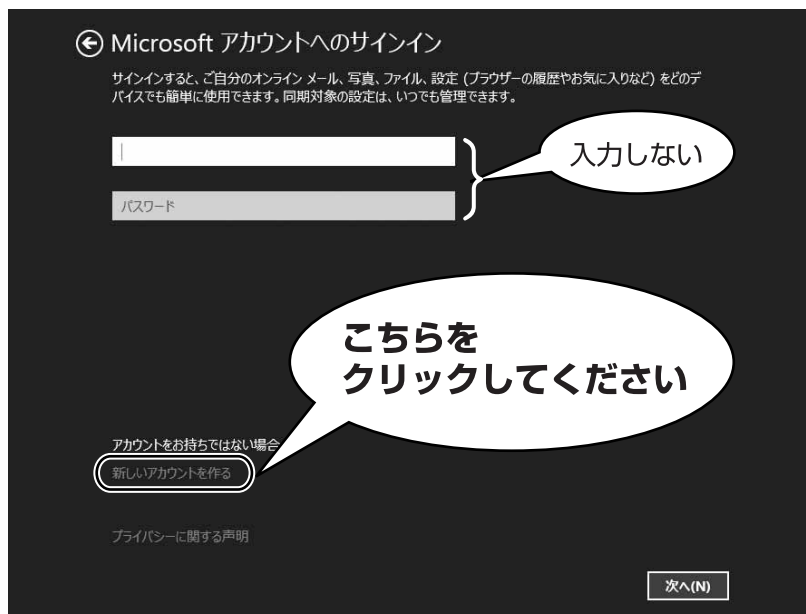 Microsoft アカウントへのサインイン
サインインすると、ご自分のオンライン メール、写真、ファイル、設定 (ブラウザーの履歴やお気に入りなど) をどのデ
バイスでも簡単に使用できます。同期対象の設定は、いつでも管理できます。
入力しない
パスワード
こちらを
クリックしてください
アカウントをお持ちではない場合
新しいアカウントを作る
プライバシーに関する声明
次へ(N)